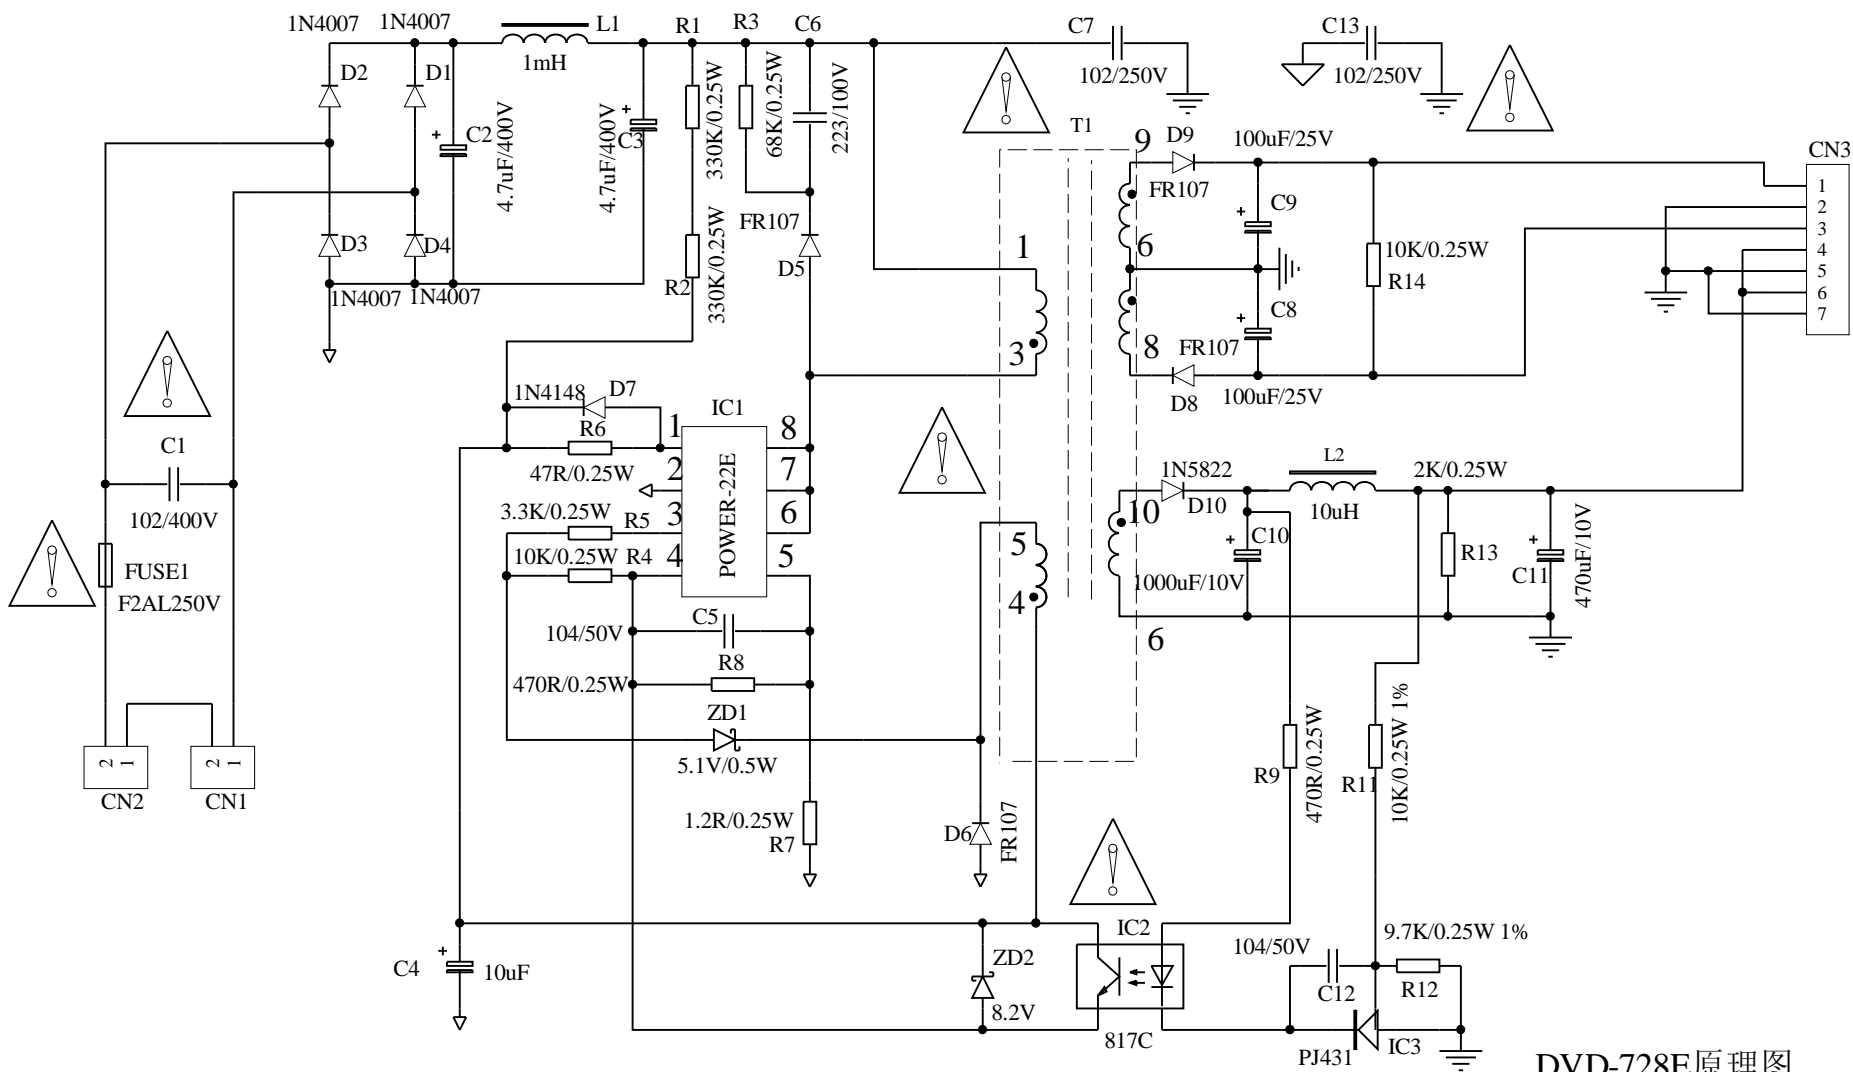 1N4007
1N4007
L1
1mH
R1
R3
C6
C7
102/250V
C13
102/250V
D2
D1
C2
4.7uF/400V
4.7uF/400V
C3
330K/0.25W
68K/0.25W
223/100V
T1
9
D9
100uF/25V
CN3
FR107
C9
1
2
3
4
5
6
7
D3
D4
1N4007
1N4007
R2
330K/0.25W
FR107
D5
1
3
6
8
10K/0.25W
R14
C8
FR107
D8
100uF/25V
1N4148
D7
R6
47R/0.25W
IC1
POWER-22E
1
2
3
4
8
7
6
5
3.3K/0.25W
R5
10K/0.25W
R4
C1
102/400V
FUSE1
F2AL250V
2
1
CN2
2
1
CN1
104/50V
C5
R8
470R/0.25W
ZD1
5.1V/0.5W
1.2R/0.25W
R7
5
4
D6
FR107
1N5822
D10
10
6
L2
10uH
2K/0.25W
C10
1000uF/10V
R13
C11
470uF/10V
R9
470R/0.25W
R11
10K/0.25W 1%
C4
10uF
ZD2
8.2V
IC2
817C
104/50V
C12
9.7K/0.25W 1%
R12
PJ431
IC3
DVD-728E原理图